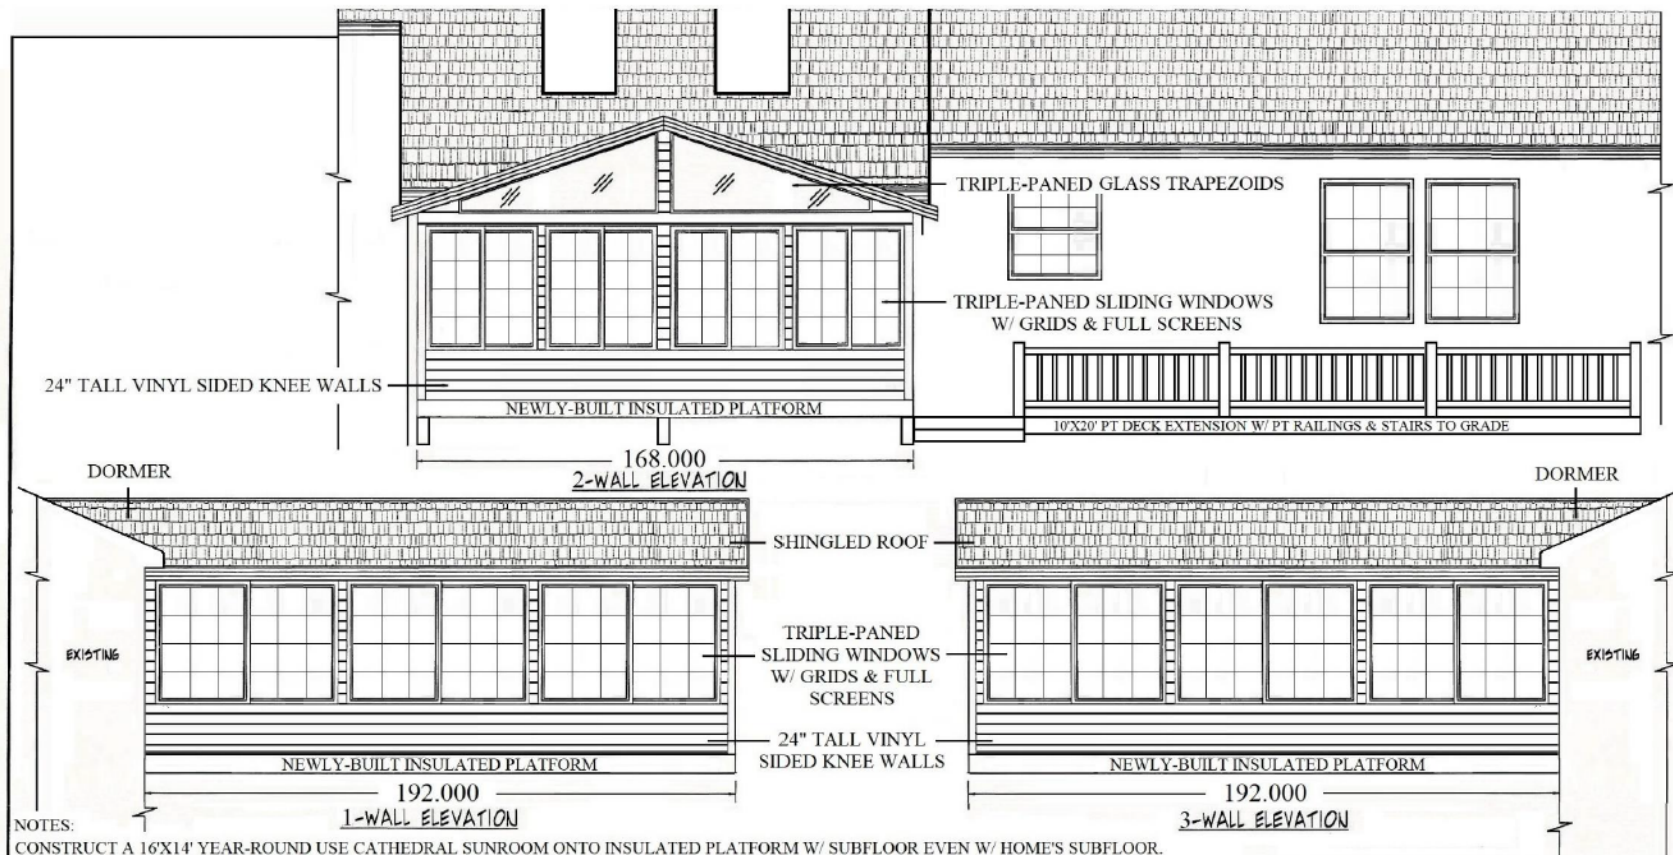 TRIPLE-PANED GLASS TRAPEZOIDS
TRIPLE-PANED SLIDING WINDOWS
W/ GRIDS & FULL SCREENS
24" TALL VINYL SIDED KNEE WALLS
NEWLY-BUILT INSULATED PLATFORM
10'X20' PT DECK EXTENSION W/ PT RAILINGS & STAIRS TO GRADE
168.000
2-WALL ELEVATION
DORMER
DORMER
SHINGLED ROOF
EXISTING
TRIPLE-PANED
SLIDING WINDOWS
W/ GRIDS & FULL
SCREENS
EXISTING
24" TALL VINYL
SIDED KNEE WALLS
NEWLY-BUILT INSULATED PLATFORM
NEWLY-BUILT INSULATED PLATFORM
192.000
1-WALL ELEVATION
192.000
3-WALL ELEVATION
NOTES:
CONSTRUCT A 16'X14' YEAR-ROUND USE CATHEDRAL SUNROOM ONTO INSULATED PLATFORM W/ SUBFLOOR EVEN W/ HOME'S SUBFLOOR.